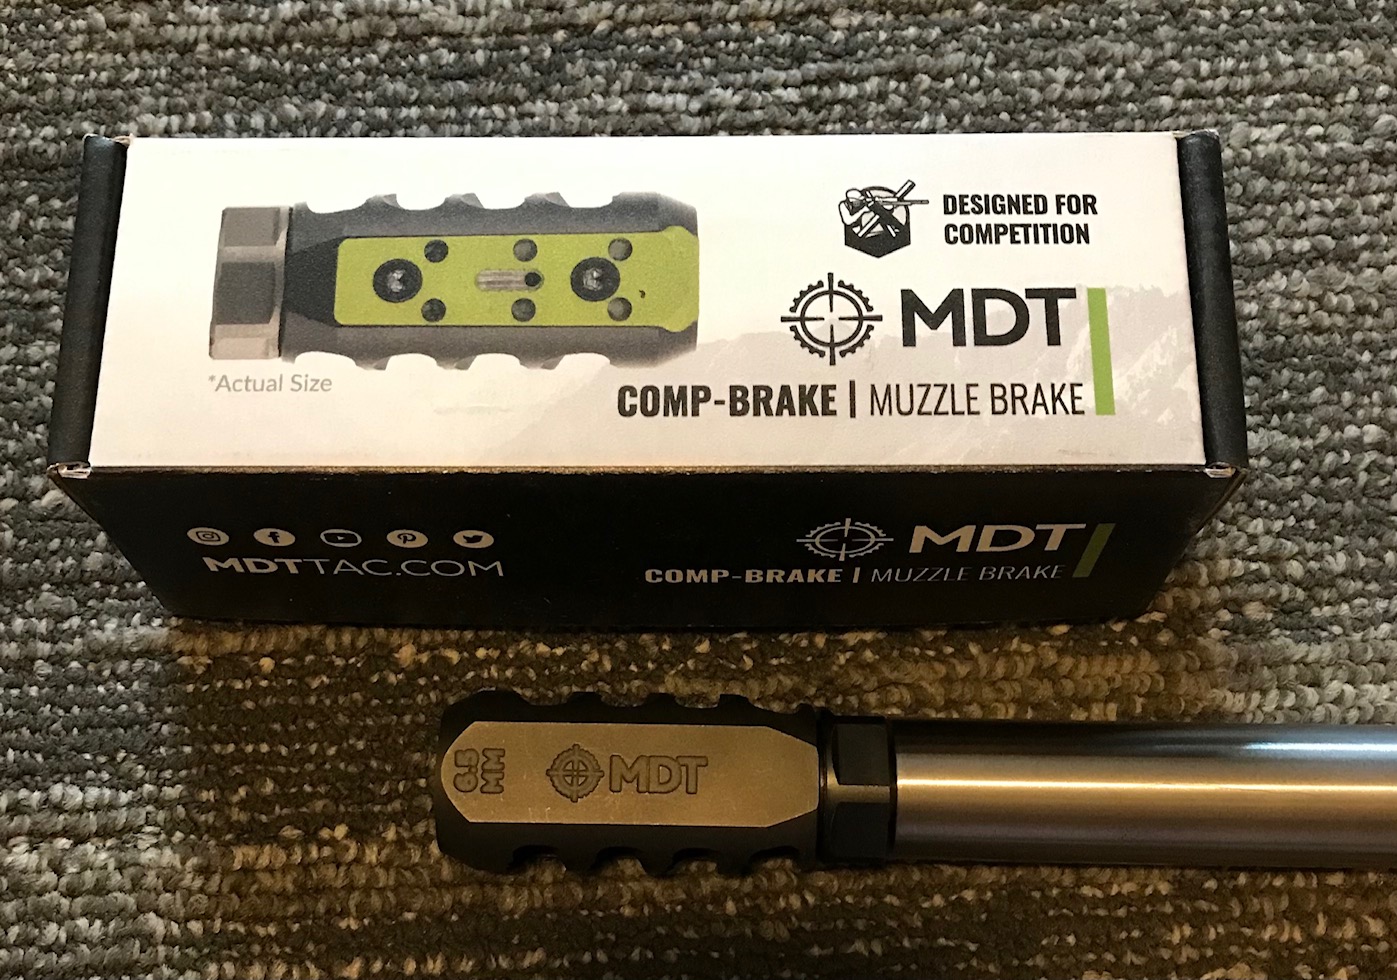 DESIGNED FOR
COMPETITION
MDT
*Actual Size
COMP-BRAKE | MUZZLE BRAKE
MDTTAC.COM
MDT
COMP-BRAKE | MUZZLE BRAKE
6.5
MM
MDT